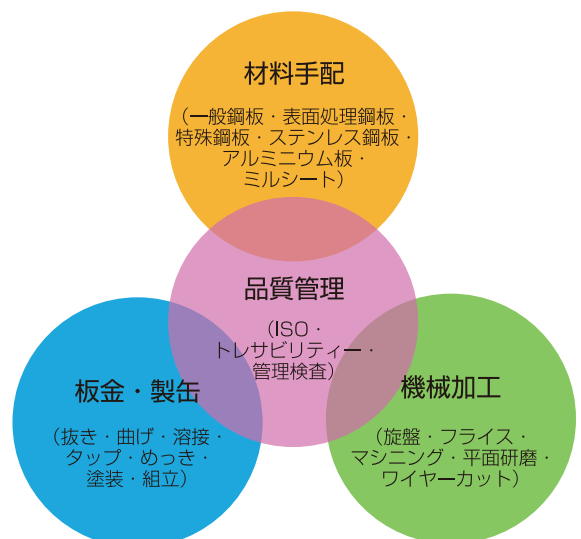 材料手配
(一般鋼板・表面処理鋼板・
特殊鋼板・ステンレス鋼板・
アルミニウム板・
ミルシート)
品質管理
(ISO・
トレサビリティー・
管理検査)
板金・製缶
(抜き・曲げ・溶接・
タップ・めっき・
塗装・組立)
機械加工
(旋盤・フライス・
マシニング・平面研磨・
ワイヤーカット)